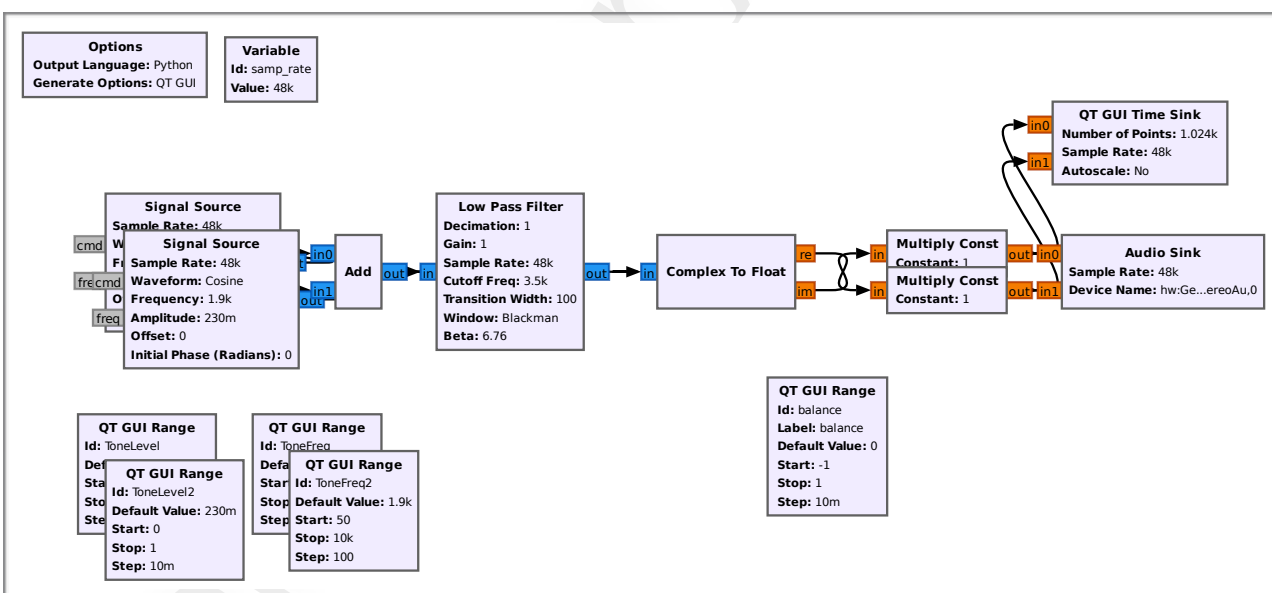 Options
Output Language: Python
Generate Options: QT GUI
Variable
Id: samp_rate
Value: 48k
QT GUI Time Sink
Number of Points: 1.024k
Sample Rate: 48k
Autoscale: No
in0
in1
Signal Source
Sample Rate: 48k
cmd
freq
Signal Source
Sample Rate: 48k
Waveform: Cosine
Frequency: 1.9k
Amplitude: 230m
Offset: 0
Initial Phase (Radians): 0
cmd
freq
out
in0
in1
Add
out
in
Low Pass Filter
Decimation: 1
Gain: 1
Sample Rate: 48k
Cutoff Freq: 3.5k
Transition Width: 100
Window: Blackman
Beta: 6.76
out
in
Complex To Float
re
im
in
Multiply Const
Constant: 1
out
in
Multiply Const
Constant: 1
out
in0
in1
Audio Sink
Sample Rate: 48k
Device Name: hw:Ge...ereoAu,0
QT GUI Range
Id: balance
Label: balance
Default Value: 0
Start: -1
Stop: 1
Step: 10m
QT GUI Range
Id: ToneLevel
QT GUI Range
Id: ToneLevel2
Default Value: 230m
Start: 0
Stop: 1
Step: 10m
QT GUI Range
Id: ToneFreq
QT GUI Range
Id: ToneFreq2
Default Value: 1.9k
Start: 50
Stop: 10k
Step: 100